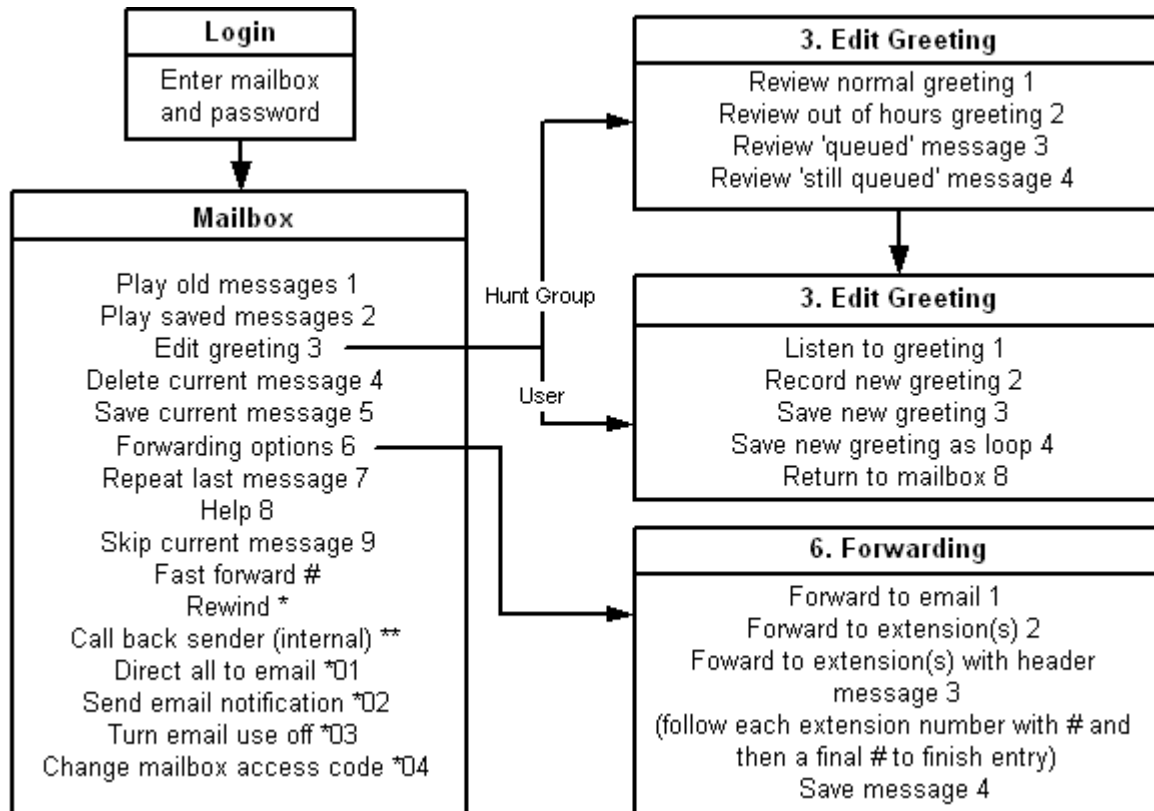 Login
Enter mailbox
and password
Mailbox
Play old messages 1
Play saved messages 2
Edit greeting 3
Delete current message 4
Save current message 5
Forwarding options 6
Repeat last message 7
Help 8
Skip current message 9
Fast forward #
Rewind *
Call back sender (internal) **
Direct all to email *01
Send email notification *02
Turn email use off *03
Change mailbox access code *04
Hunt Group
User
3. Edit Greeting
Review normal greeting 1
Review out of hours greeting 2
Review 'queued' message 3
Review 'still queued' message 4
3. Edit Greeting
Listen to greeting 1
Record new greeting 2
Save new greeting 3
Save new greeting as loop 4
Return to mailbox 8
6. Forwarding
Forward to email 1
Forward to extension(s) 2
Foward to extension(s) with header
message 3
(follow each extension number with # and
then a final # to finish entry)
Save message 4